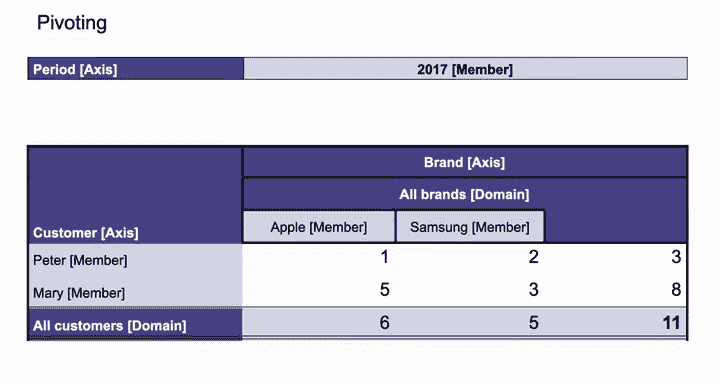 Pivoting
Period [Axis] 2017 [Member]
Brand [Axis]
All brands [Domain]
Customer [Axis] Apple [Member] Samsung [Member]
Peter [Member] 1 2 3
Mary [Member] 5 3 8
All customers [Domain] 6 5 11